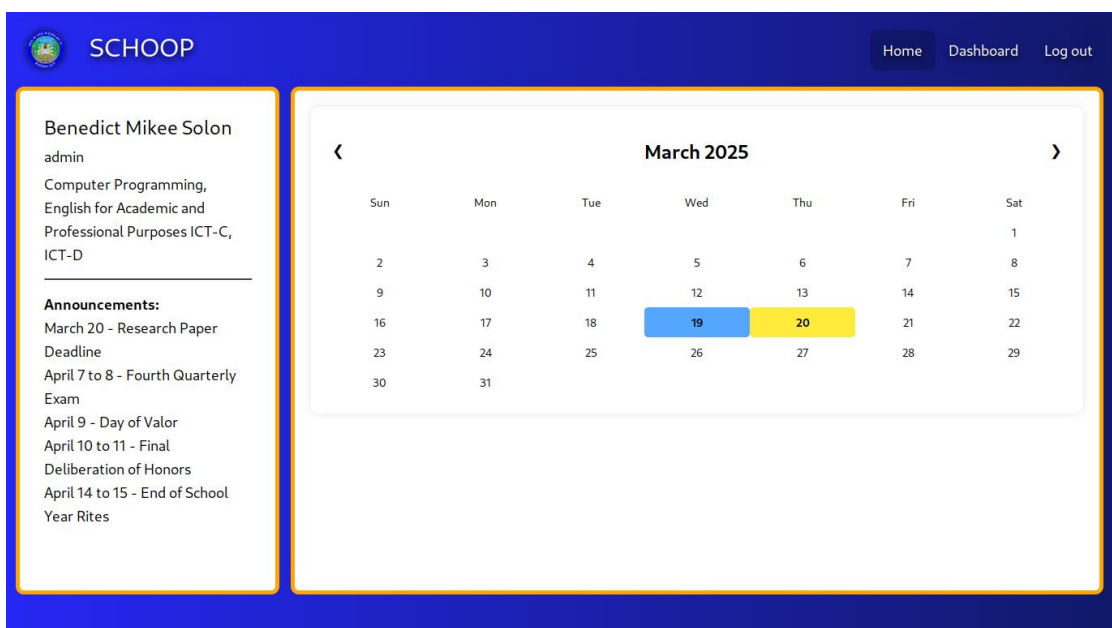 SCHOOP
Home Dashboard Log out
Benedict Mikee Solon
admin
Computer Programming,
English for Academic and
Professional Purposes ICT-C,
ICT-D
Announcements:
March 20 - Research Paper
Deadline
April 7 to 8 - Fourth Quarterly
Exam
April 9 - Day of Valor
April 10 to 11 - Final
Deliberation of Honors
April 14 to 15 - End of School
Year Rites
❮ March 2025 ❯
Sun Mon Tue Wed Thu Fri Sat
1
2 3 4 5 6 7 8
9 10 11 12 13 14 15
16 17 18 19 20 21 22
23 24 25 26 27 28 29
30 31